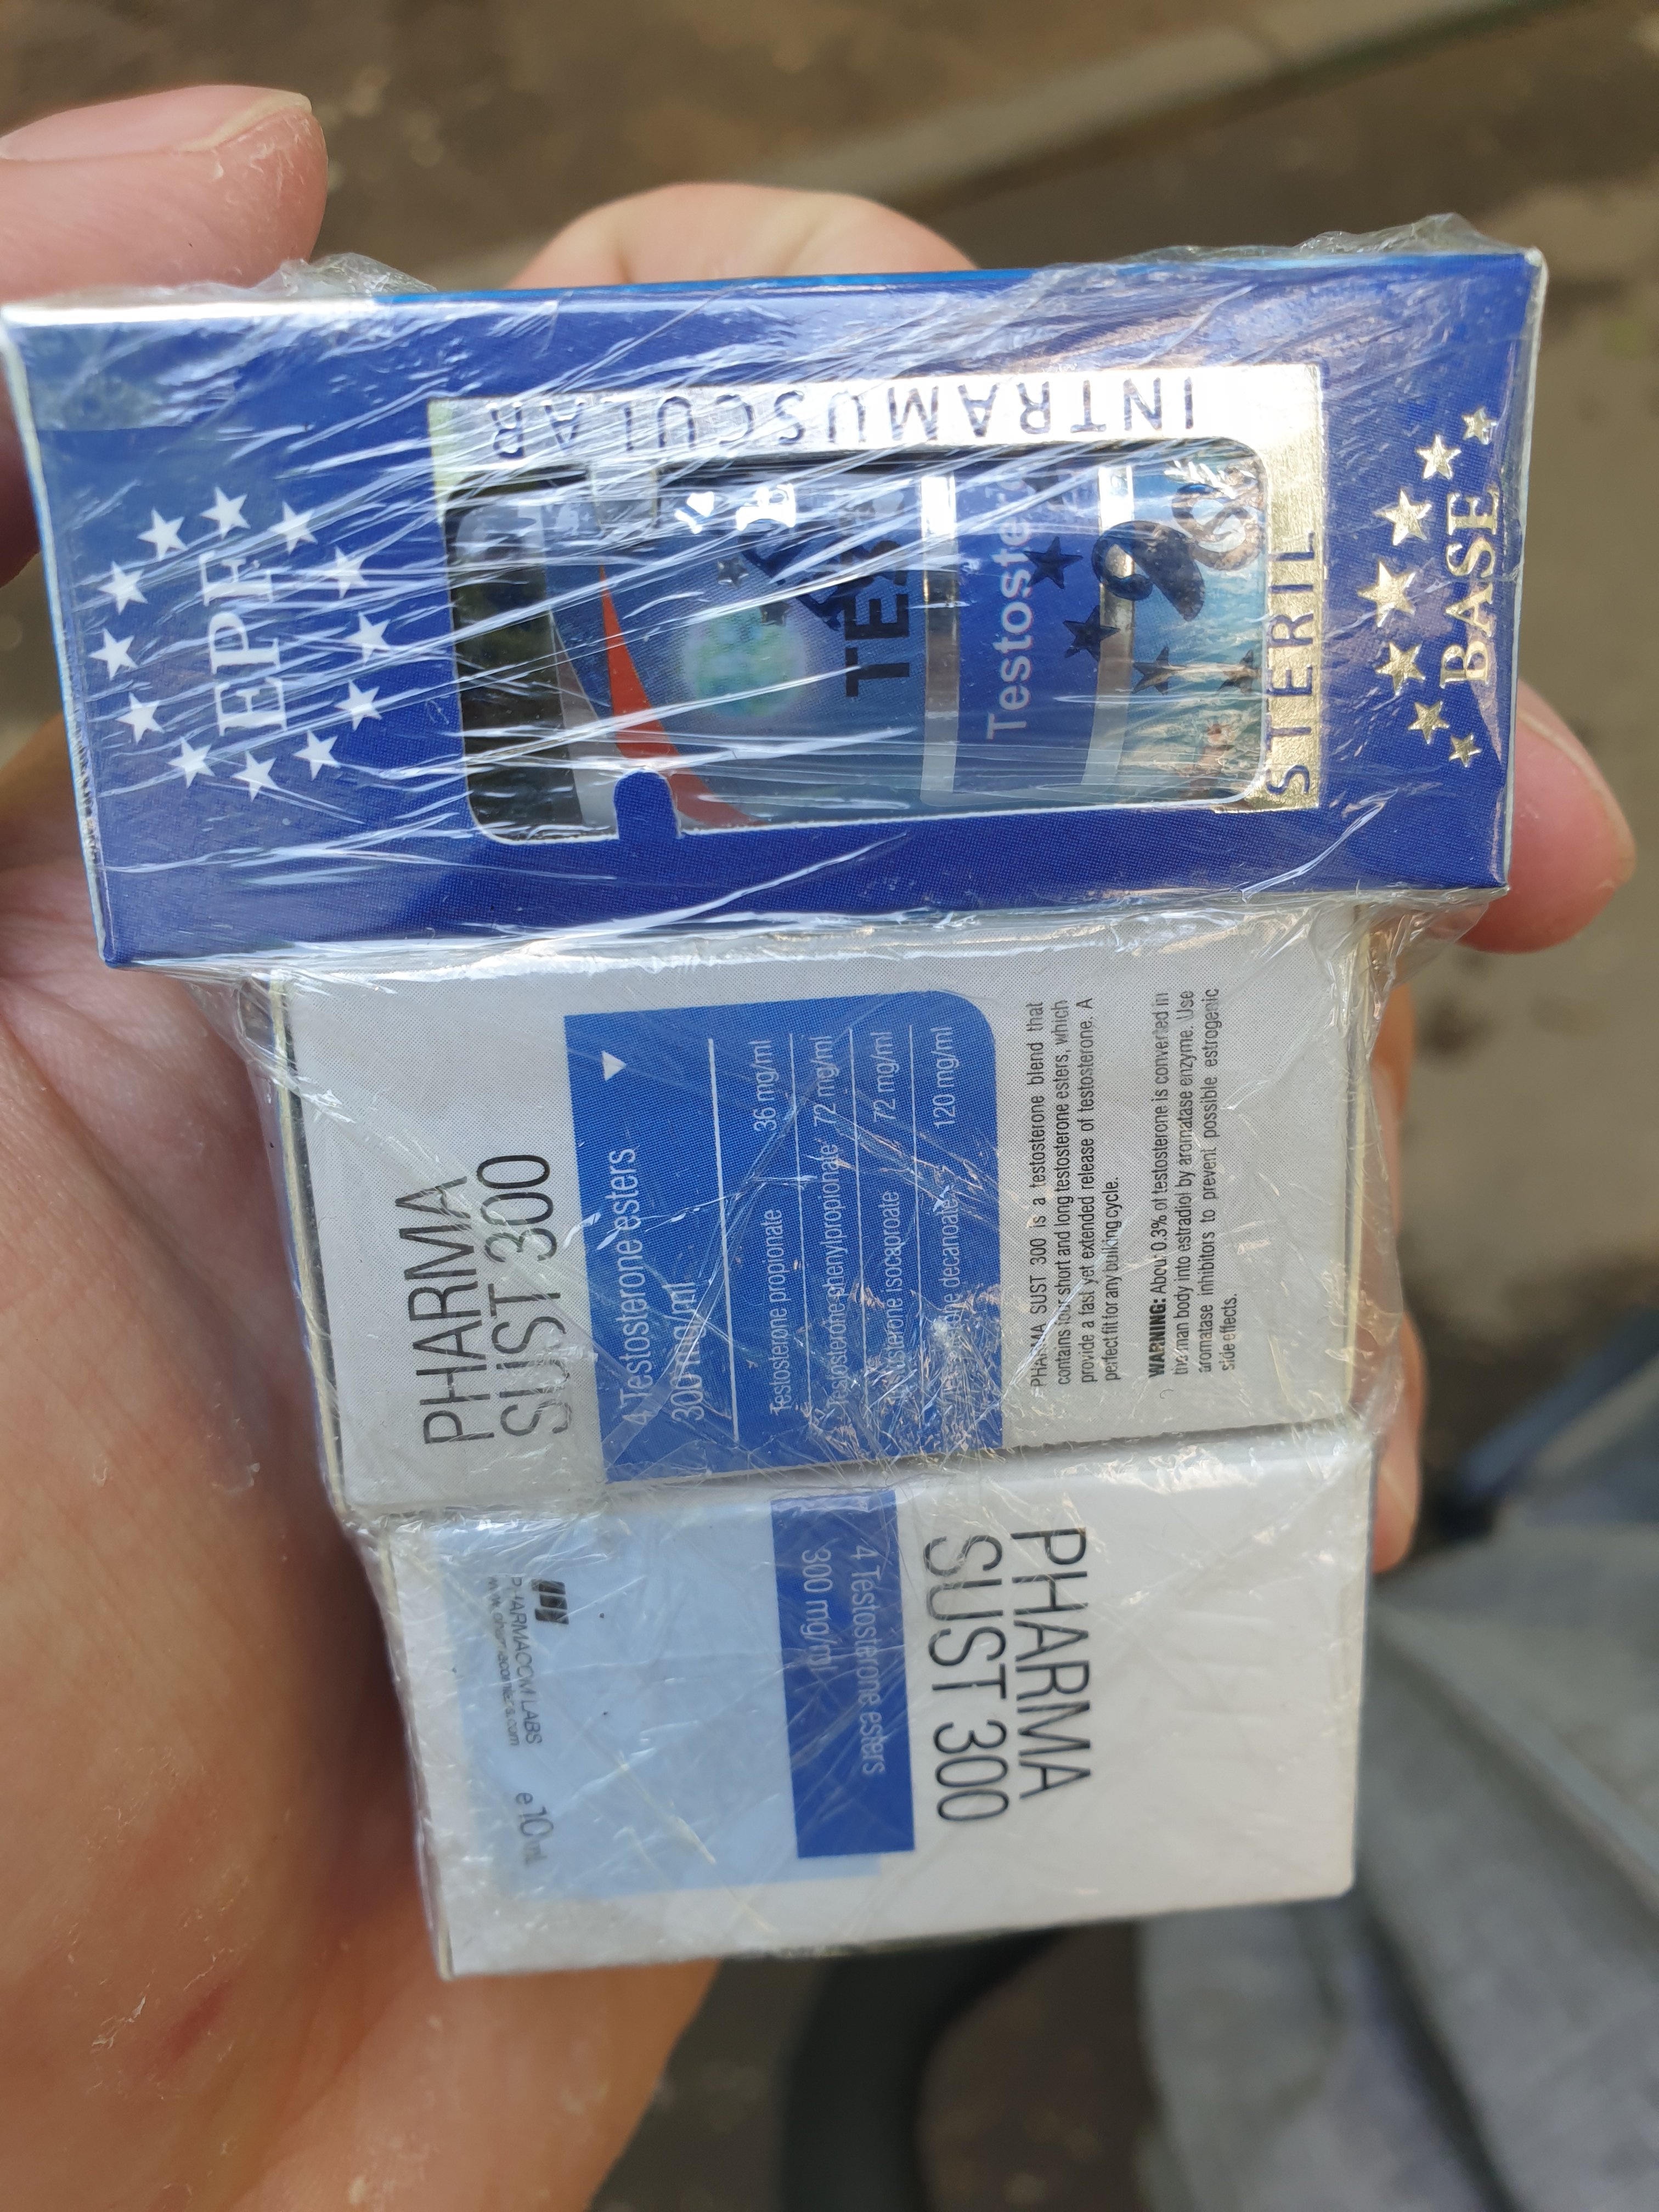 EPF
INTRAMUSCULAR
STERIL
BASE
PHARMA
SUST 300
4 Testosterone esters
300 mg/ml
Testosterone propionate 36 mg/ml
Testosterone phenylpropionate 72 mg/ml
Testosterone isocaproate 72 mg/ml
decanoate 120 mg/ml
PHARMA SUST 300 is a testosterone blend that
contains four short and long testosterone esters, which
provide a fast yet extended release of testosterone. A
perfect fit for any bulking cycle.
WARNING: About 0.3% of testosterone is converted in
the man body into estradiol by aromatase enzyme. Use
aromatase inhibitors to prevent possible estrogenic
side effects.
PHARMA
SUST 300
4 Testosterone esters
300 mg/ml
PHARMACOM LABS
e 10 mL